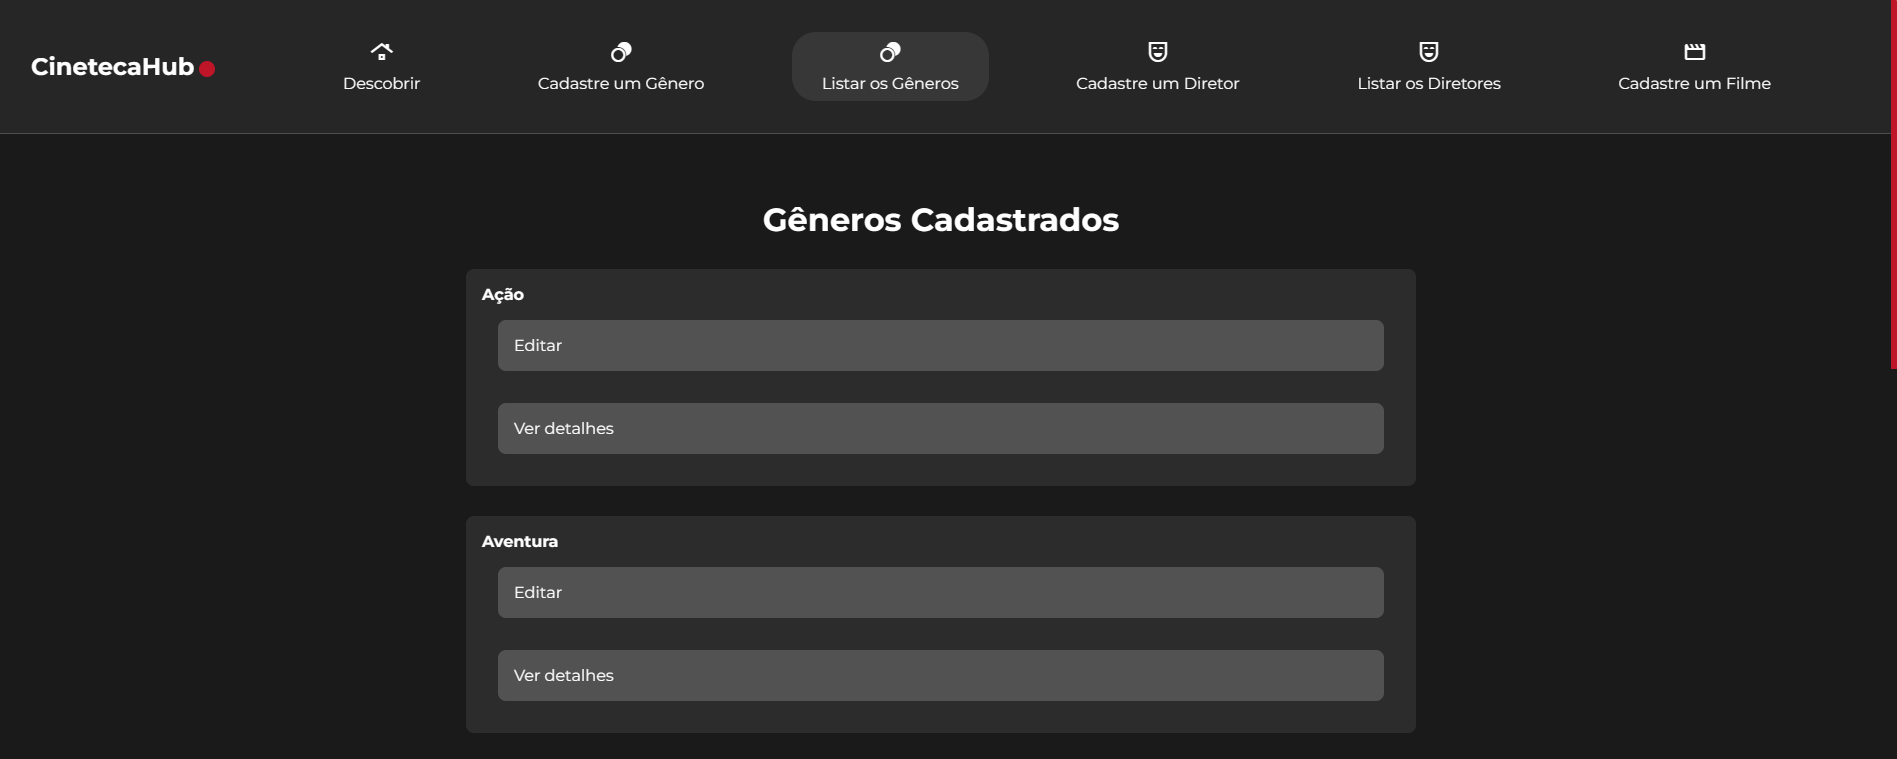 CinetecaHub
Descobrir
Cadastre um Gênero
Listar os Gêneros
Cadastre um Diretor
Listar os Diretores
Cadastre um Filme
Gêneros Cadastrados
Ação
Editar
Ver detalhes
Aventura
Editar
Ver detalhes